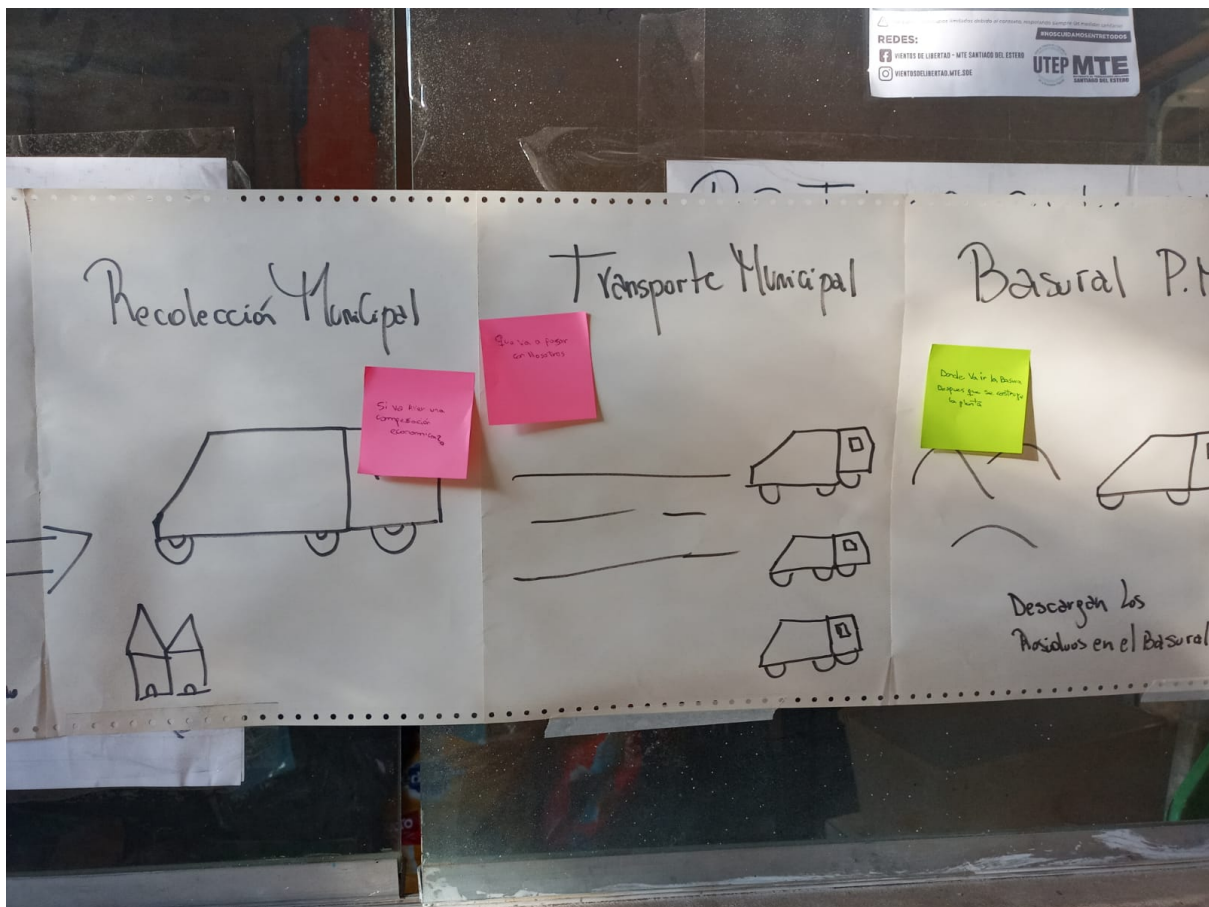 REDES:
VIENTOS DE LIBERTAD - MTE SANTIAGO DEL ESTERO
VIENTOSDELIBERTAD.MTE.SDE
#NOSCUIDAMOSENTRETODOS
UTEP MTE
SANTIAGO DEL ESTERO
Recolección Municipal
Si va haver una
compensación
economica?
Transporte Municipal
Que va a pasar
con Nosotros
Basural P.M
Donde va ir la Basura
Despues que se costruye
la planta
Descargan Los
Residuos en el Basural